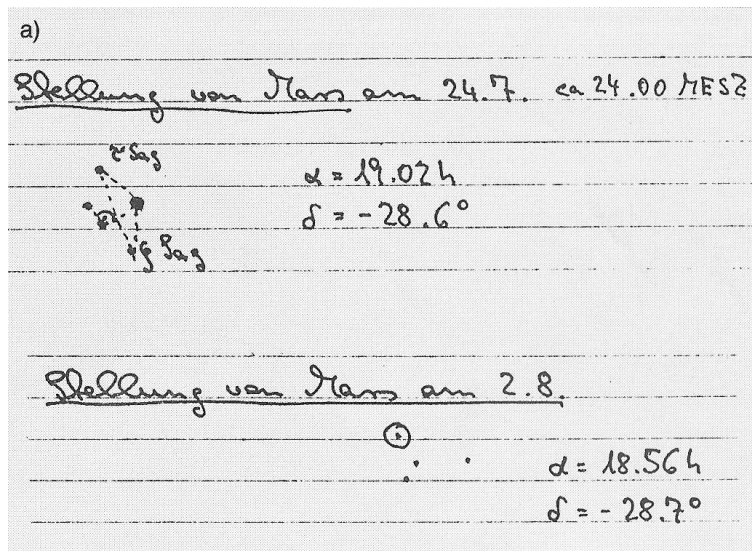 a)
Stellung von Mars am 24.7. ca 24.00 MESZ
τ Sag
α = 19.02h
δ = -28.6°
ζ Sag
Stellung von Mars am 2.8.
α = 18.56h
δ = -28.7°